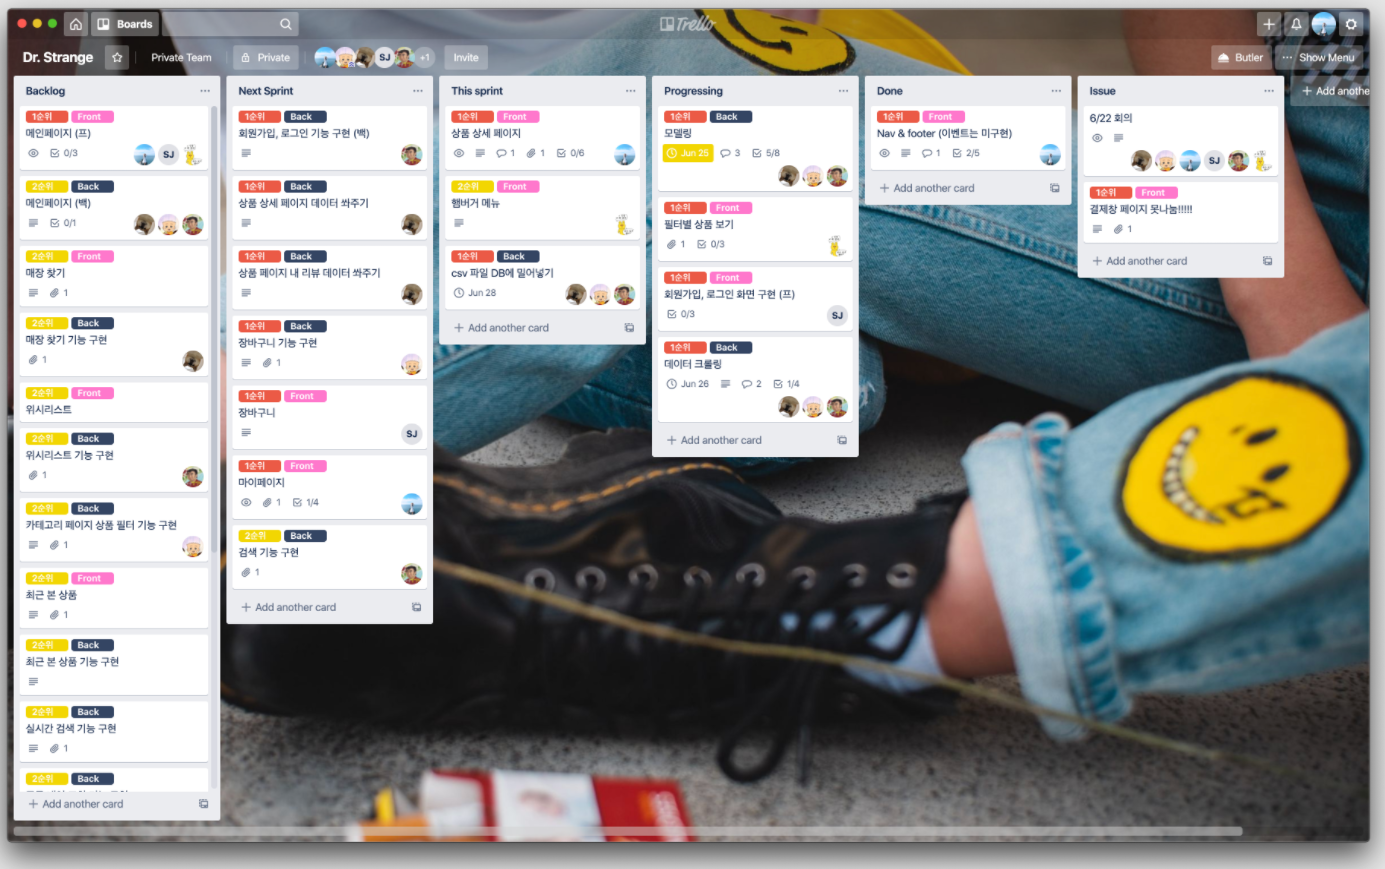 Boards
Trello
Dr. Strange
Private Team
Private
SJ
+1
Invite
Butler
Show Menu
Backlog
1순위 Front
메인페이지 (프)
0/3
SJ
2순위 Back
메인페이지 (백)
0/1
2순위 Front
매장 찾기
1
2순위 Back
매장 찾기 기능 구현
1
2순위 Front
위시리스트
2순위 Back
위시리스트 기능 구현
1
2순위 Back
카테고리 페이지 상품 필터 기능 구현
1
2순위 Front
최근 본 상품
1
2순위 Back
최근 본 상품 기능 구현
2순위 Back
실시간 검색 기능 구현
1
2순위 Back
+ Add another card
Next Sprint
1순위 Back
회원가입, 로그인 기능 구현 (백)
1순위 Back
상품 상세 페이지 데이터 쏴주기
1순위 Back
상품 페이지 내 리뷰 데이터 쏴주기
1순위 Back
장바구니 기능 구현
1
1순위 Front
장바구니
SJ
1순위 Front
마이페이지
1 1/4
2순위 Back
검색 기능 구현
1
+ Add another card
This sprint
1순위 Front
상품 상세 페이지
1 1 0/6
2순위 Front
햄버거 메뉴
1순위 Back
csv 파일 DB에 밀어넣기
Jun 28
+ Add another card
Progressing
1순위 Back
모델링
Jun 25 3 5/8
1순위 Front
필터별 상품 보기
1 0/3
1순위 Front
회원가입, 로그인 화면 구현 (프)
0/3
SJ
1순위 Back
데이터 크롤링
Jun 26 2 1/4
+ Add another card
Done
1순위 Front
Nav & footer (이벤트는 미구현)
1 2/5
+ Add another card
Issue
6/22 회의
SJ
1순위 Front
결제창 페이지 못나눔!!!!!
1
+ Add another card
+ Add anothe